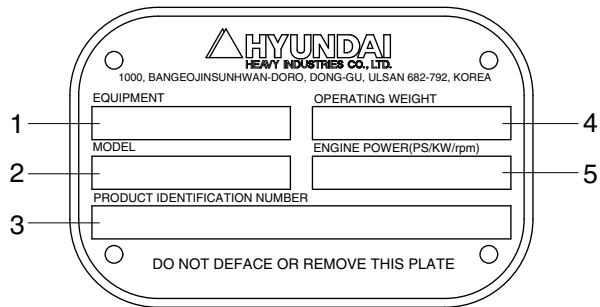 HYUNDAI
HEAVY INDUSTRIES CO., LTD.
1000, BANGEOJINSUNHWAN-DORO, DONG-GU, ULSAN 682-792, KOREA
EQUIPMENT OPERATING WEIGHT
1 4
MODEL ENGINE POWER(PS/KW/rpm)
2 5
PRODUCT IDENTIFICATION NUMBER
3
DO NOT DEFACE OR REMOVE THIS PLATE